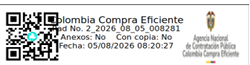 Colombia Compra Eficiente
Rad No. 2_2026_08_05_008281
Anexos: No Con copia: No
Fecha: 05/08/2026 08:20:27
Agencia Nacional
de Contratación Pública
Colombia Compra Eficiente